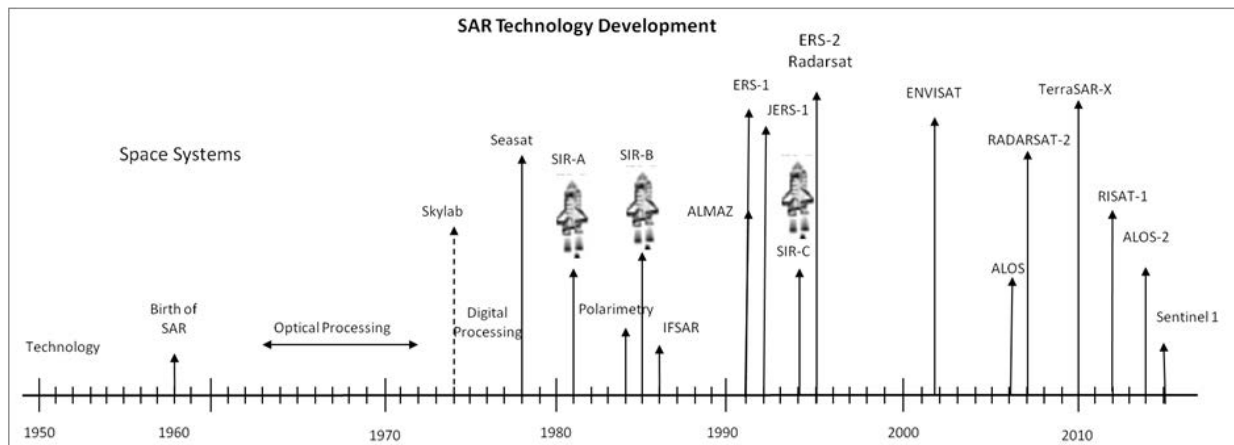 SAR Technology Development
ERS-2
Radarsat
ERS-1
JERS-1
ENVISAT
TerraSAR-X
Space Systems
Seasat
SIR-A
SIR-B
RADARSAT-2
Skylab
ALMAZ
RISAT-1
SIR-C
ALOS
ALOS-2
Birth of
SAR
Optical Processing
Digital
Processing
Polarimetry
IFSAR
Sentinel 1
Technology
1950
1960
1970
1980
1990
2000
2010